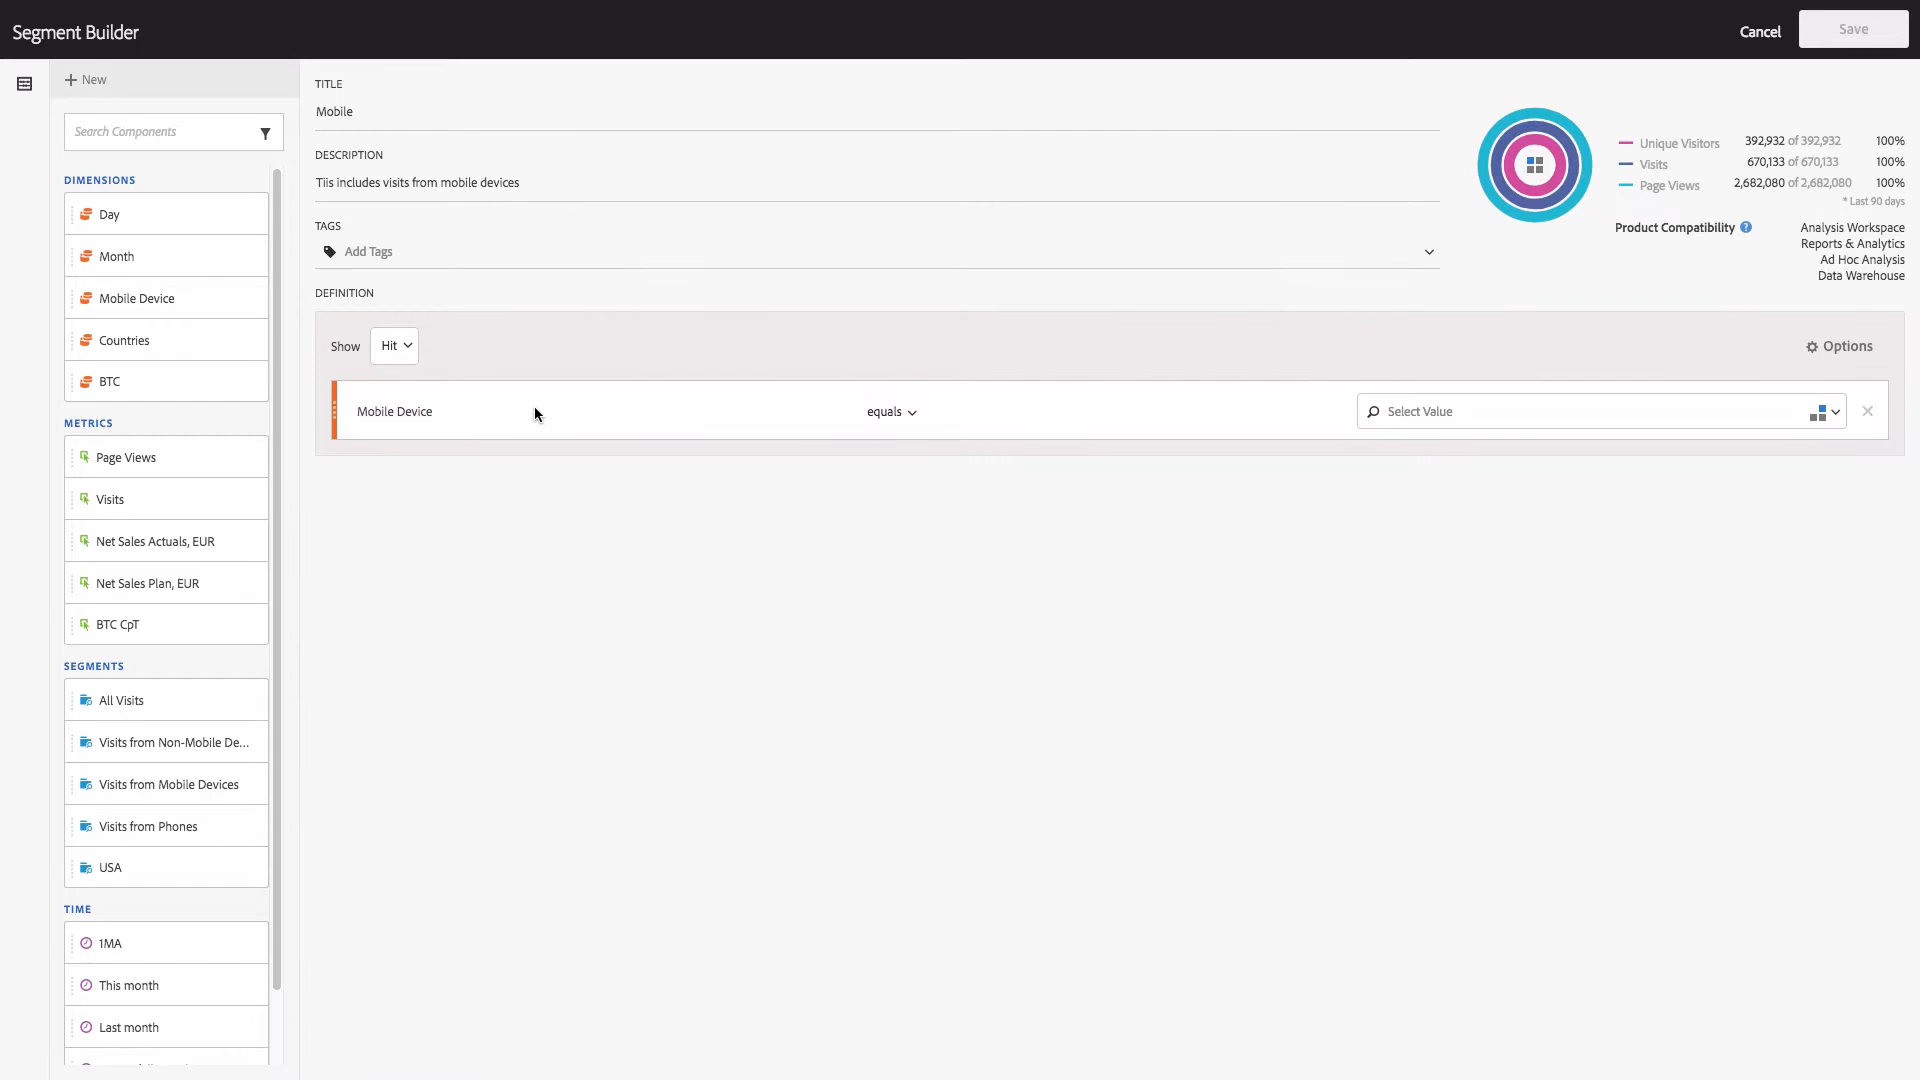 Segment Builder
Cancel
Save
New
Search Components
DIMENSIONS
Day
Month
Mobile Device
Countries
BTC
METRICS
Page Views
Visits
Net Sales Actuals, EUR
Net Sales Plan, EUR
BTC CpT
SEGMENTS
All Visits
Visits from Non-Mobile De...
Visits from Mobile Devices
Visits from Phones
USA
TIME
1MA
This month
Last month
TITLE
Mobile
DESCRIPTION
Tiis includes visits from mobile devices
TAGS
Add Tags
Unique Visitors 392,932 of 392,932 100%
Visits 670,133 of 670,133 100%
Page Views 2,682,080 of 2,682,080 100%
* Last 90 days
Product Compatibility ? Analysis Workspace
Reports & Analytics
Ad Hoc Analysis
Data Warehouse
DEFINITION
Show Hit Options
Mobile Device equals Select Value